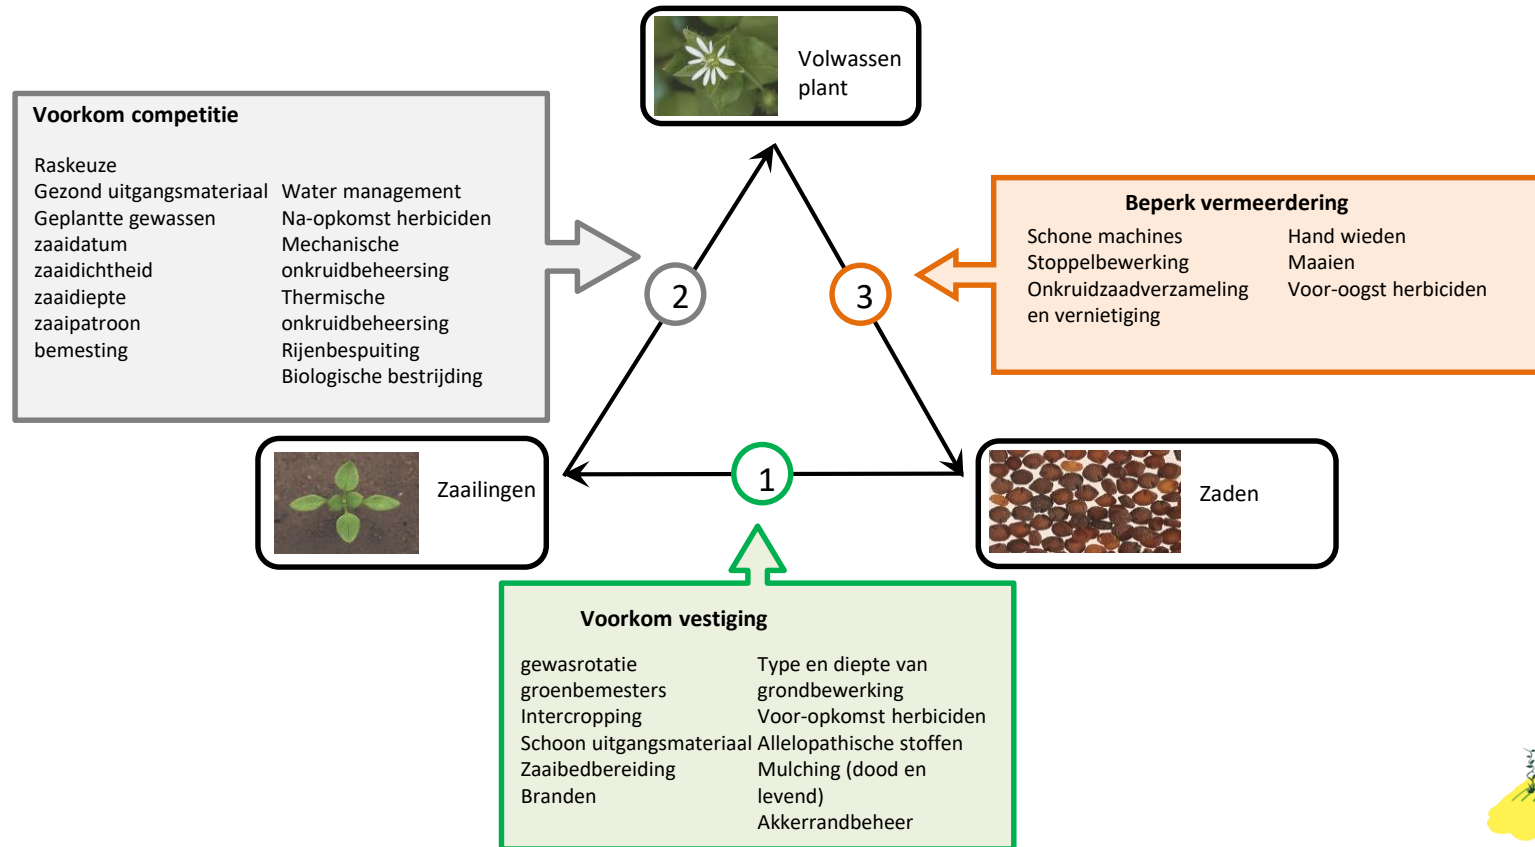 Volwassen
plant
Voorkom competitie
Raskeuze
Gezond uitgangsmateriaal
Geplantte gewassen
zaaidatum
zaaidichtheid
zaaidiepte
zaaipatroon
bemesting
Water management
Na-opkomst herbiciden
Mechanische
onkruidbeheersing
Thermische
onkruidbeheersing
Rijenbespuiting
Biologische bestrijding
2
3
Beperk vermeerdering
Schone machines
Stoppelbewerking
Onkruidzaadverzameling
en vernietiging
Hand wieden
Maaien
Voor-oogst herbiciden
Zaailingen
1
Zaden
Voorkom vestiging
gewasrotatie
groenbemesters
Intercropping
Schoon uitgangsmateriaal
Zaaibedbereiding
Branden
Type en diepte van
grondbewerking
Voor-opkomst herbiciden
Allelopathische stoffen
Mulching (dood en
levend)
Akkerrandbeheer